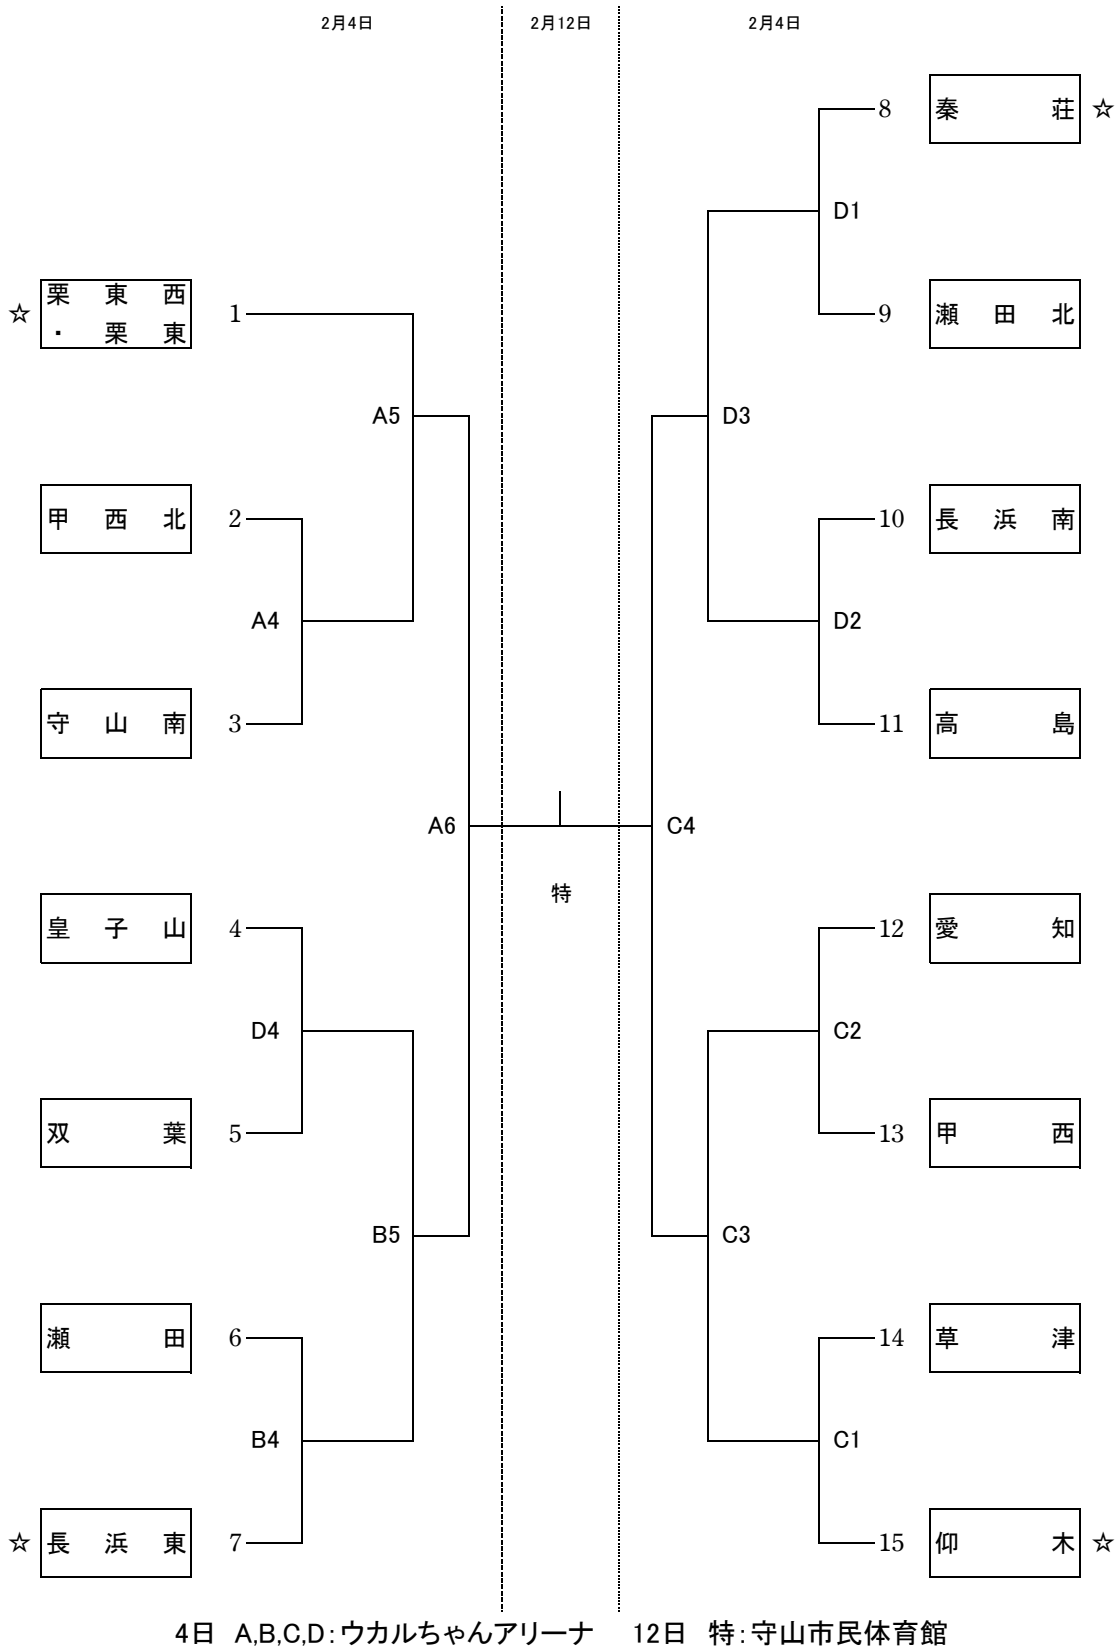 2月4日 2月12日 2月4日
8 秦荘 ☆
D1
☆ 栗東西・栗東 1
9 瀬田北
A5 D3
甲西北 2
10 長浜南
A4 D2
守山南 3
11 高島
A6 C4
特
皇子山 4
12 愛知
D4 C2
双葉 5
13 甲西
B5 C3
瀬田 6
14 草津
B4 C1
☆ 長浜東 7
15 仰木 ☆
4日 A,B,C,D:ウカルちゃんアリーナ 12日 特:守山市民体育館